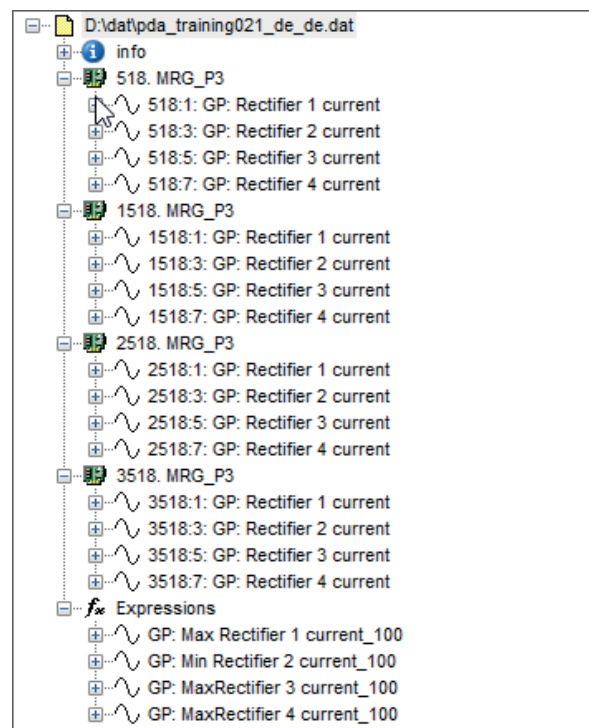 D:\dat\pda_training021_de_de.dat
info
518. MRG_P3
518:1: GP: Rectifier 1 current
518:3: GP: Rectifier 2 current
518:5: GP: Rectifier 3 current
518:7: GP: Rectifier 4 current
1518. MRG_P3
1518:1: GP: Rectifier 1 current
1518:3: GP: Rectifier 2 current
1518:5: GP: Rectifier 3 current
1518:7: GP: Rectifier 4 current
2518. MRG_P3
2518:1: GP: Rectifier 1 current
2518:3: GP: Rectifier 2 current
2518:5: GP: Rectifier 3 current
2518:7: GP: Rectifier 4 current
3518. MRG_P3
3518:1: GP: Rectifier 1 current
3518:3: GP: Rectifier 2 current
3518:5: GP: Rectifier 3 current
3518:7: GP: Rectifier 4 current
fx Expressions
GP: Max Rectifier 1 current_100
GP: Min Rectifier 2 current_100
GP: MaxRectifier 3 current_100
GP: MaxRectifier 4 current_100